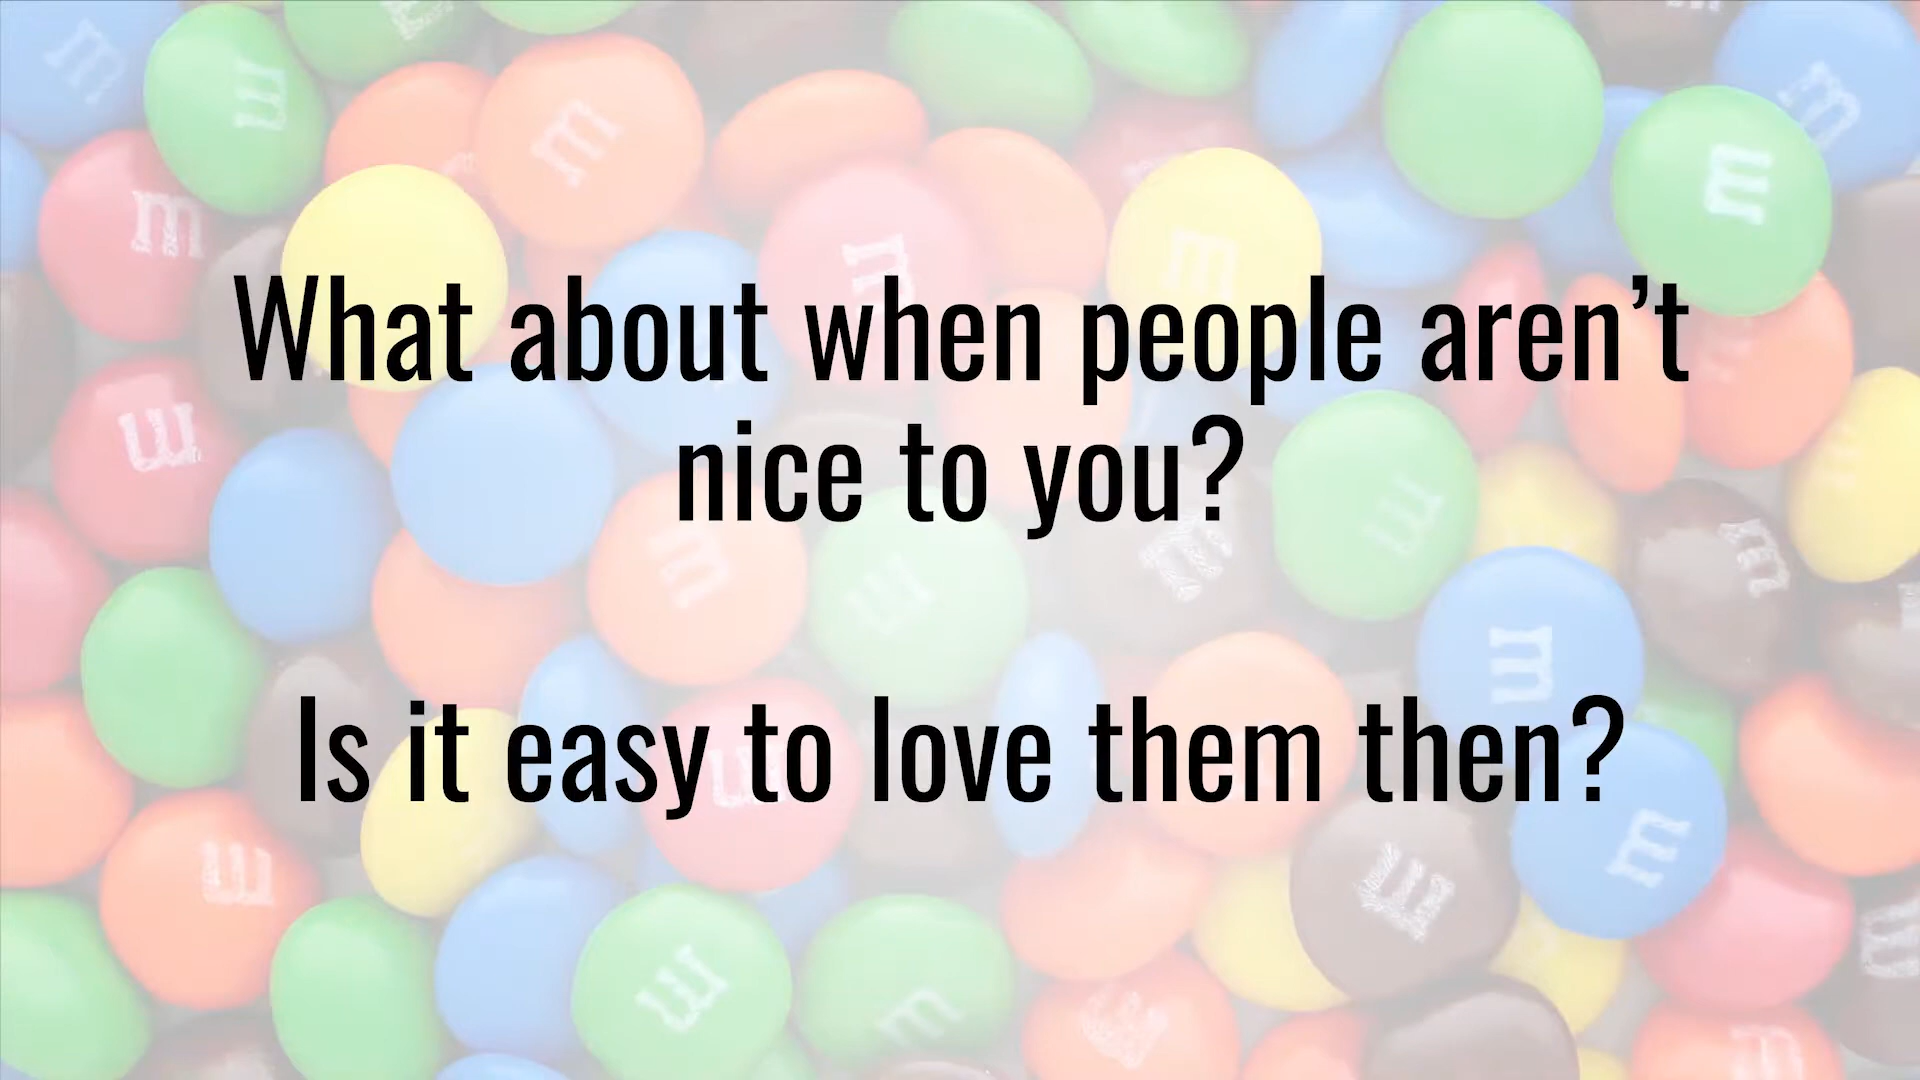 What about when people aren’t
nice to you?
Is it easy to love them then?